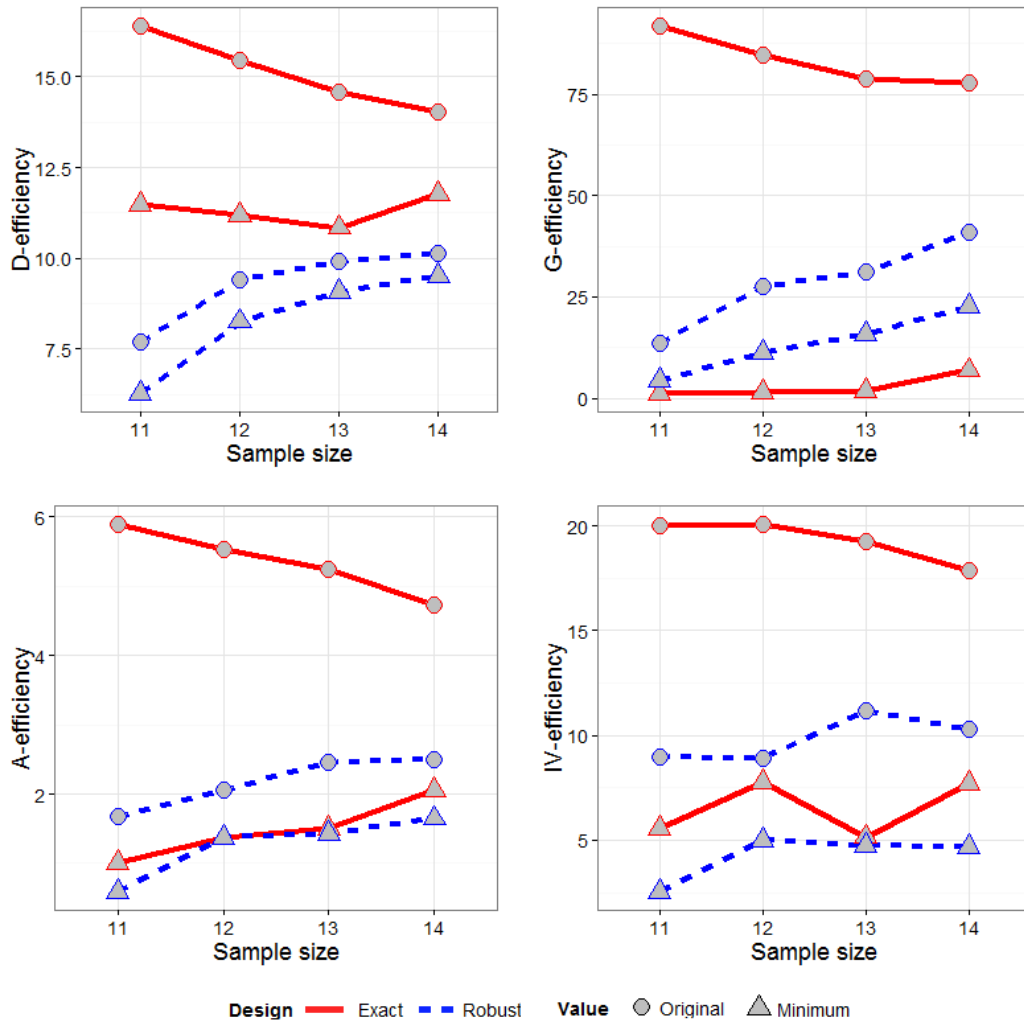 D-efficiency
15.0
12.5
10.0
7.5
11 12 13 14
Sample size
G-efficiency
75
50
25
0
11 12 13 14
Sample size
A-efficiency
6
4
2
11 12 13 14
Sample size
IV-efficiency
20
15
10
5
11 12 13 14
Sample size
Design Exact Robust Value Original Minimum